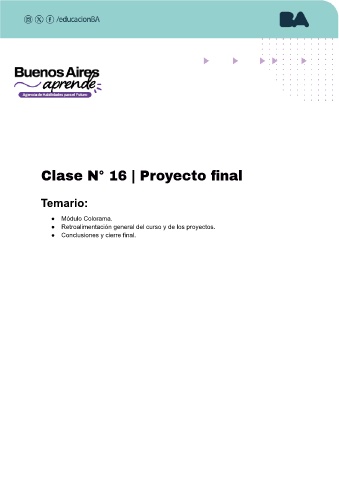 /educacionBA
BA
Buenos Aires
aprende
Agencia de Habilidades para el Futuro
Clase N° 16 | Proyecto final
Temario:
● Módulo Colorama.
● Retroalimentación general del curso y de los proyectos.
● Conclusiones y cierre final.